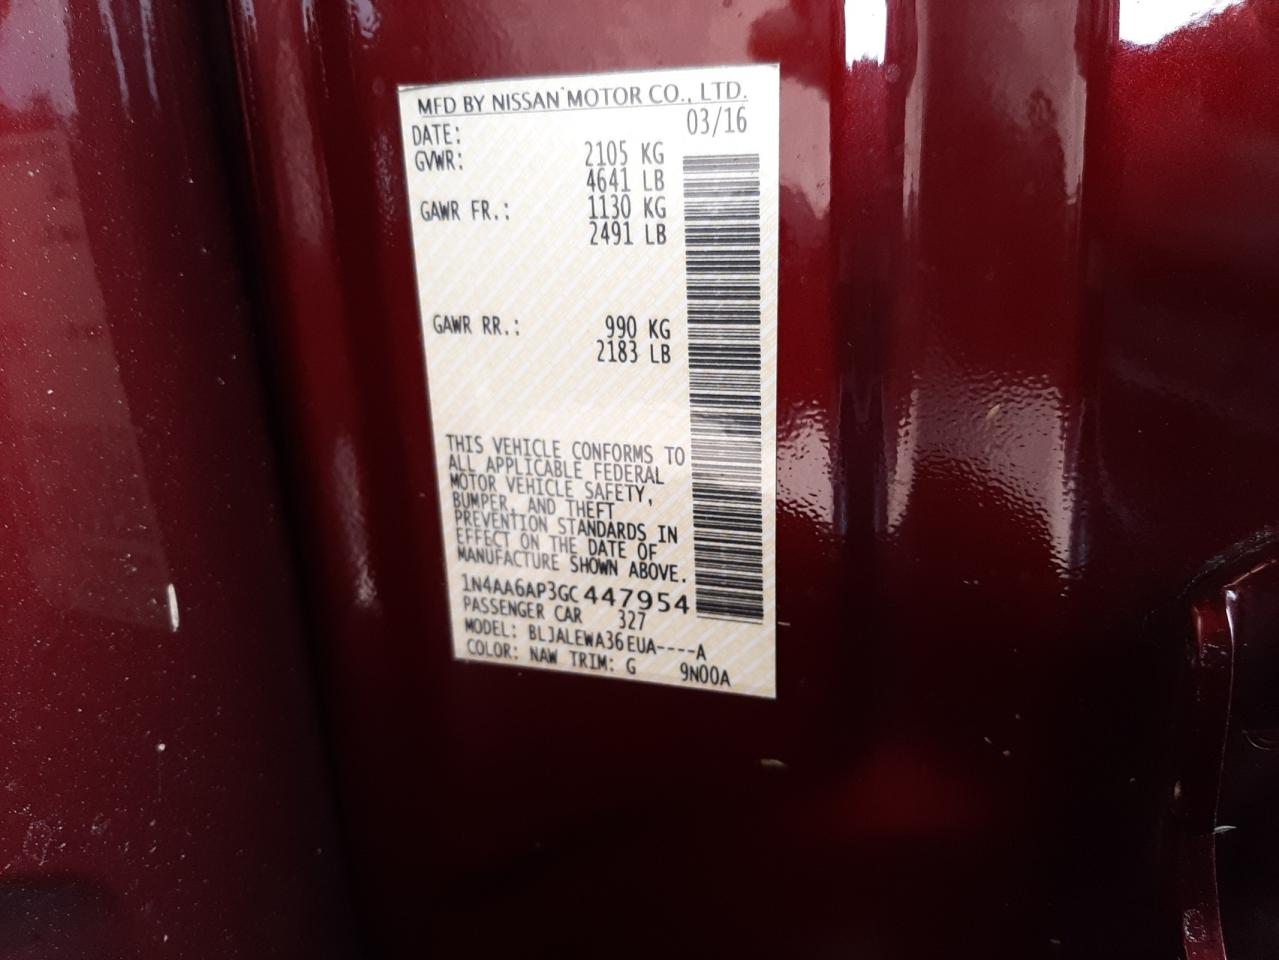 MFD BY NISSAN MOTOR CO., LTD.
DATE: 03/16
GVWR: 2105 KG
4641 LB
GAWR FR.: 1130 KG
2491 LB
GAWR RR.: 990 KG
2183 LB
THIS VEHICLE CONFORMS TO
ALL APPLICABLE FEDERAL
MOTOR VEHICLE SAFETY,
BUMPER, AND THEFT
PREVENTION STANDARDS IN
EFFECT ON THE DATE OF
MANUFACTURE SHOWN ABOVE.
1N4AA6AP3GC447954
PASSENGER CAR 327
MODEL: BLJALEWA36EUA----A
COLOR: NAW TRIM: G 9N00A